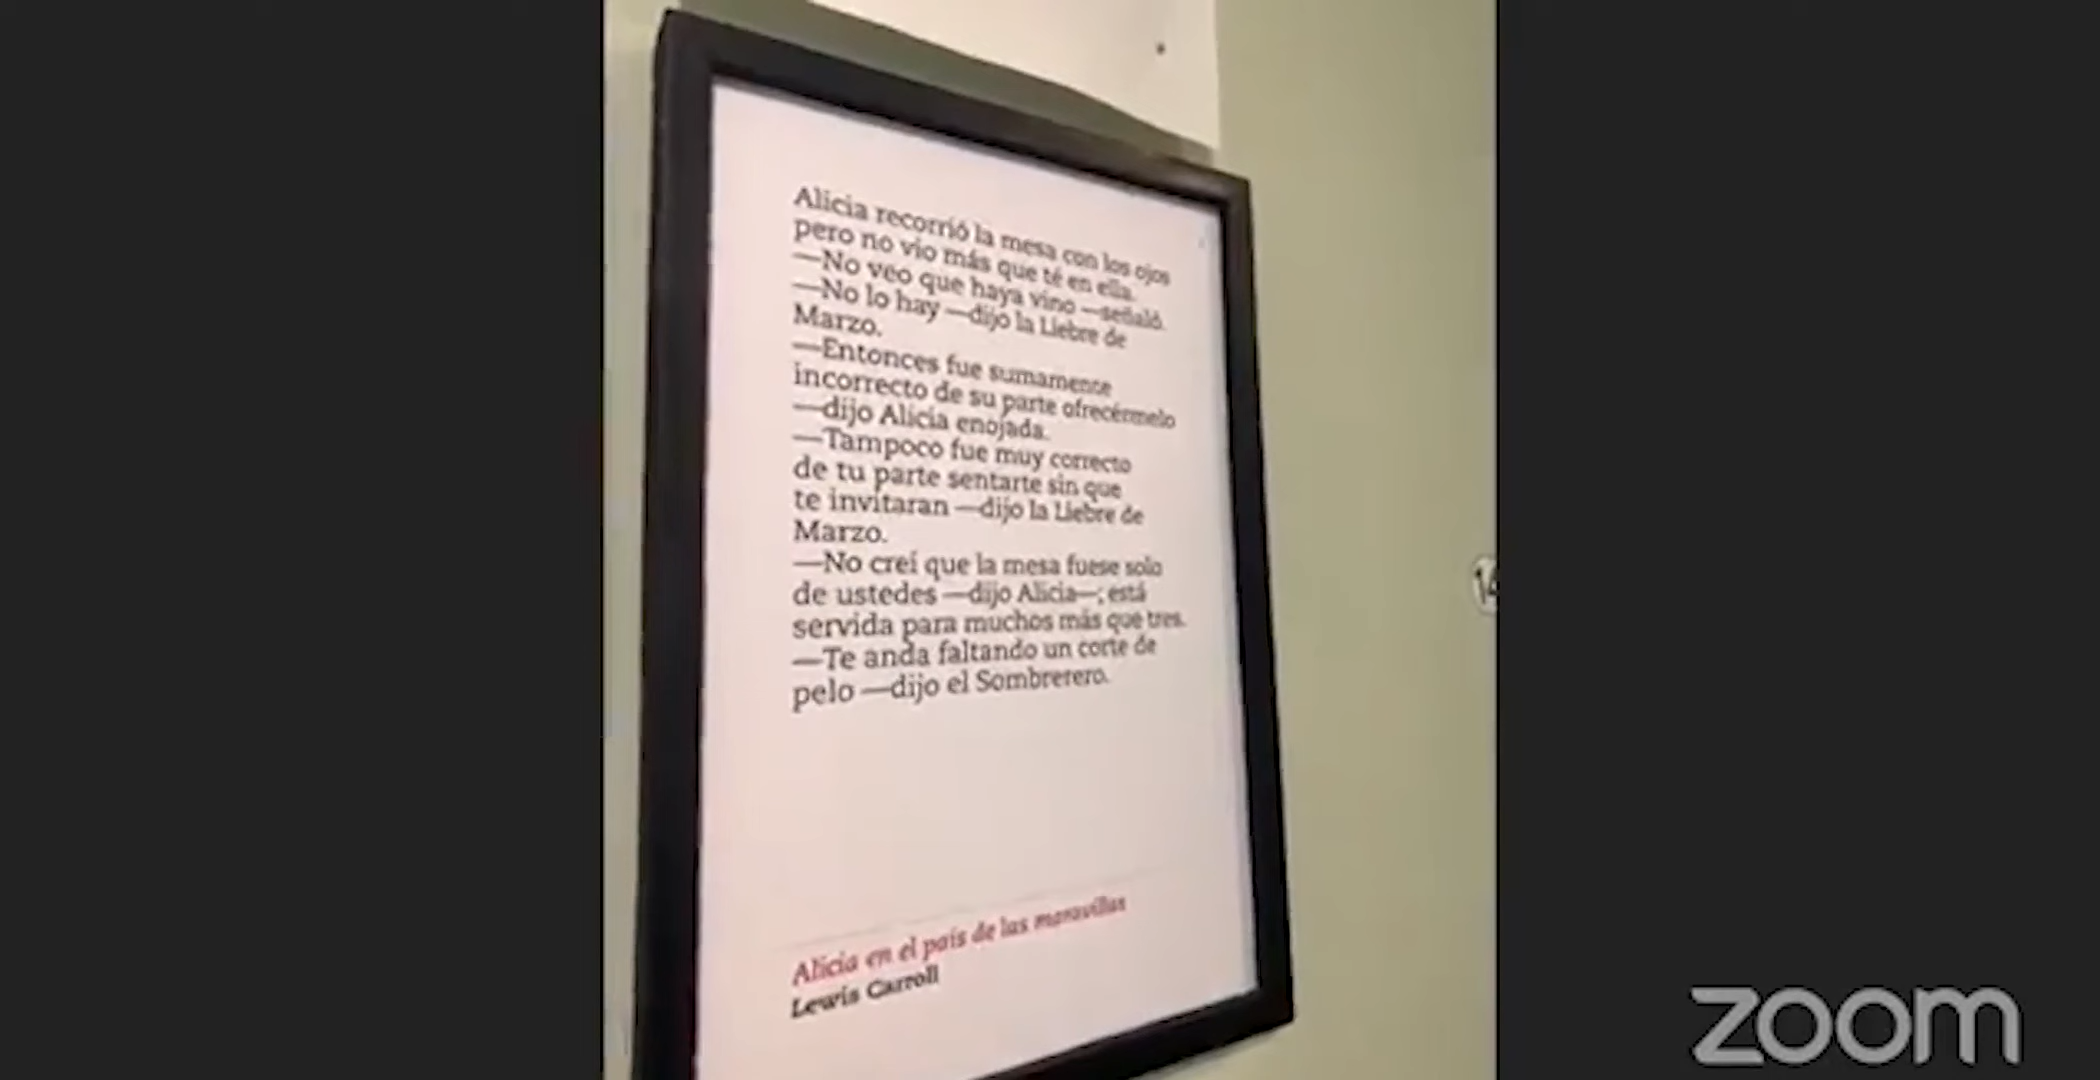 Alicia recorrió la mesa con los ojos
pero no vio más que té en ella.
—No veo que haya vino —señaló.
—No lo hay —dijo la Liebre de
Marzo.
—Entonces fue sumamente
incorrecto de su parte ofrecérmelo
—dijo Alicia enojada.
—Tampoco fue muy correcto
de tu parte sentarte sin que
te invitaran —dijo la Liebre de
Marzo.
—No creí que la mesa fuese solo
de ustedes —dijo Alicia—; está
servida para muchos más que tres.
—Te anda faltando un corte de
pelo —dijo el Sombrerero.
Alicia en el país de las maravillas
Lewis Carroll
zoom